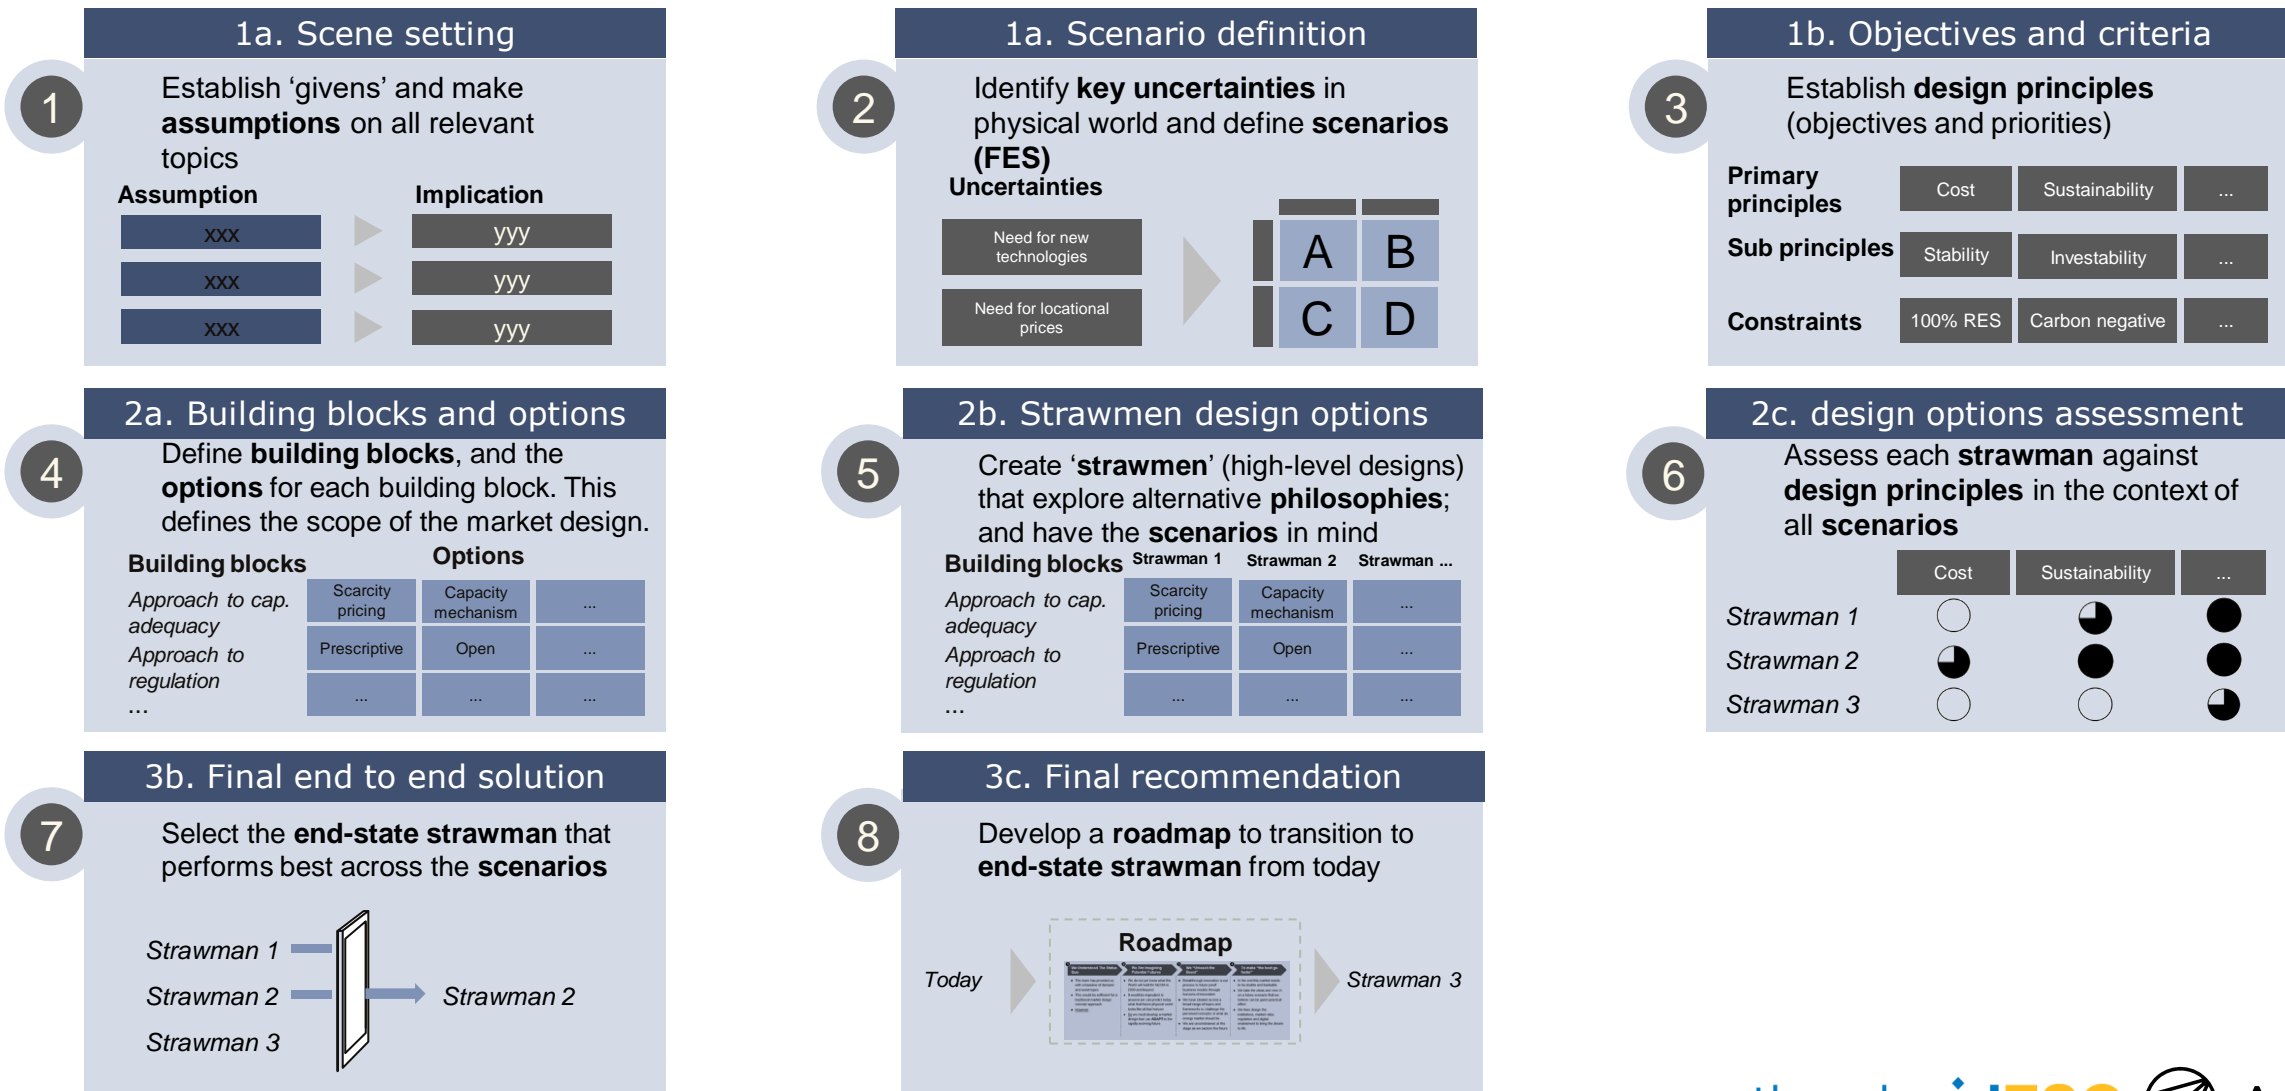 1a. Scene setting
1
Establish ‘givens’ and make
assumptions on all relevant
topics
Assumption Implication
xxx yyy
xxx yyy
xxx yyy
1a. Scenario definition
2
Identify key uncertainties in
physical world and define scenarios
(FES)
Uncertainties
Need for new
technologies
Need for locational
prices
A B
C D
1b. Objectives and criteria
3
Establish design principles
(objectives and priorities)
Primary
principles
Cost Sustainability ...
Sub principles
Stability Investability ...
Constraints
100% RES Carbon negative ...
2a. Building blocks and options
4
Define building blocks, and the
options for each building block. This
defines the scope of the market design.
Building blocks Options
Approach to cap.
adequacy
Scarcity
pricing
Capacity
mechanism
...
Approach to
regulation
Prescriptive Open ...
...
... ... ...
2b. Strawmen design options
5
Create ‘strawmen’ (high-level designs)
that explore alternative philosophies;
and have the scenarios in mind
Building blocks Strawman 1 Strawman 2 Strawman ...
Approach to cap.
adequacy
Scarcity
pricing
Capacity
mechanism
...
Approach to
regulation
Prescriptive Open ...
...
... ... ...
2c. design options assessment
6
Assess each strawman against
design principles in the context of
all scenarios
Cost Sustainability ...
Strawman 1
Strawman 2
Strawman 3
3b. Final end to end solution
7
Select the end-state strawman that
performs best across the scenarios
Strawman 1
Strawman 2 Strawman 2
Strawman 3
3c. Final recommendation
8
Develop a roadmap to transition to
end-state strawman from today
Roadmap
Today Strawman 3